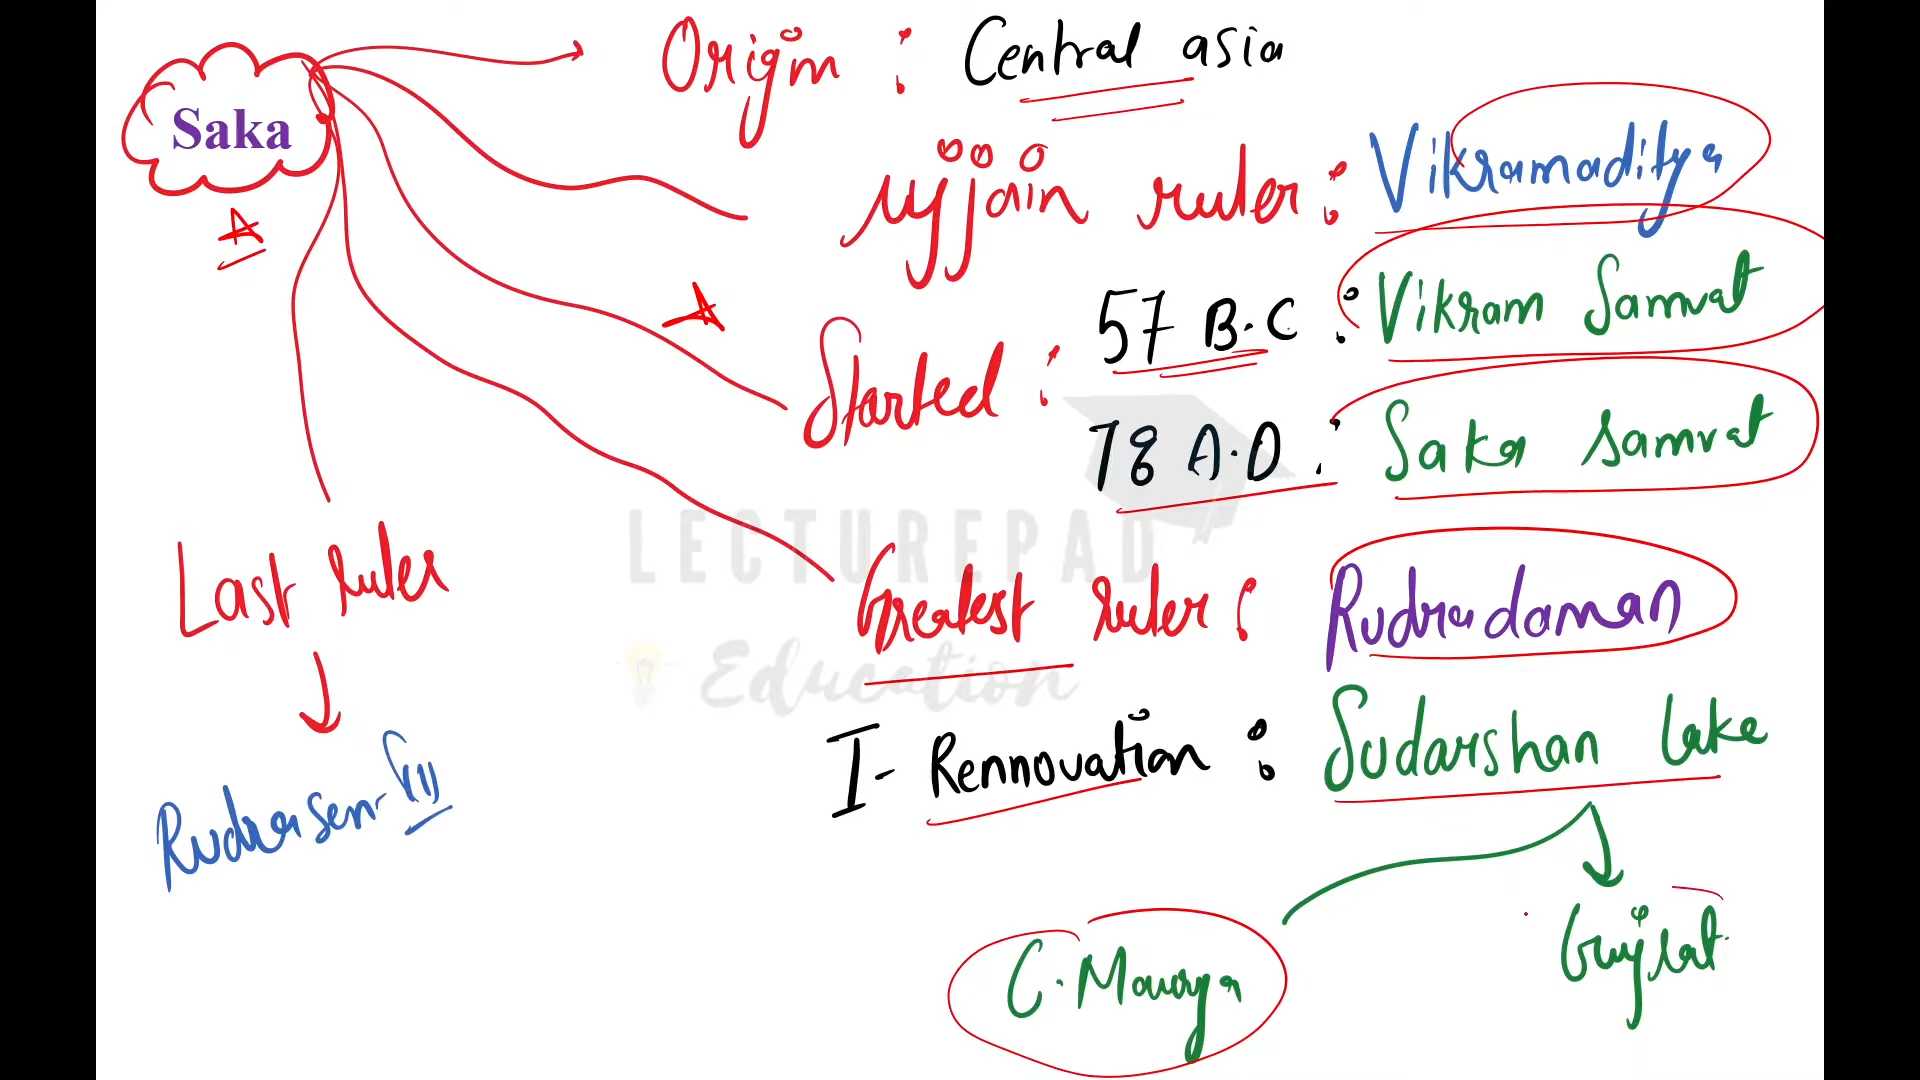 Saka
Origin : Central asia
ujjain ruler : Vikramaditya
Started : 57 B.C : Vikram Samvat
78 A.D : Saka Samvat
LECTUREPAD
Education
Greatest ruler : Rudradaman
I - Rennovation : Sudarshan lake
C. Maurya
Gujrat
Last ruler
Rudrasen - III